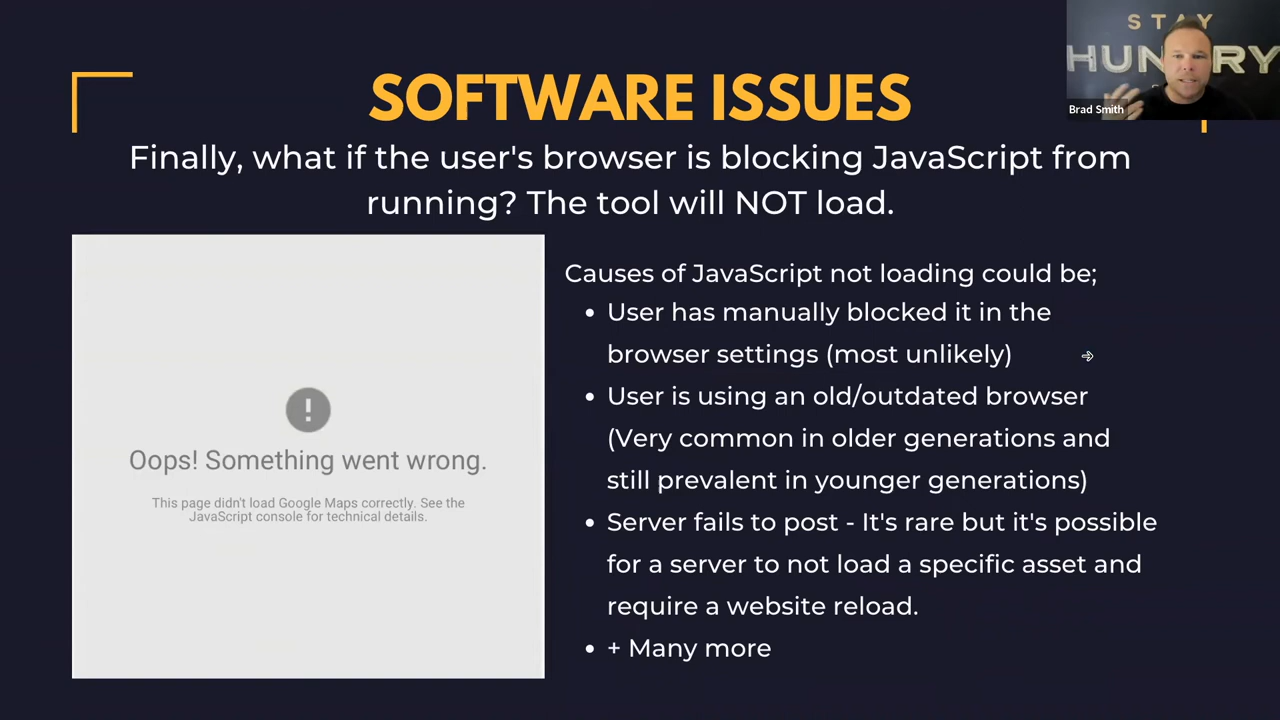 STAY
HUNGRY
Brad Smith
SOFTWARE ISSUES
Finally, what if the user's browser is blocking JavaScript from
running? The tool will NOT load.
!
Oops! Something went wrong.
This page didn't load Google Maps correctly. See the
JavaScript console for technical details.
Causes of JavaScript not loading could be;
• User has manually blocked it in the
browser settings (most unlikely)
• User is using an old/outdated browser
(Very common in older generations and
still prevalent in younger generations)
• Server fails to post - It's rare but it's possible
for a server to not load a specific asset and
require a website reload.
• + Many more